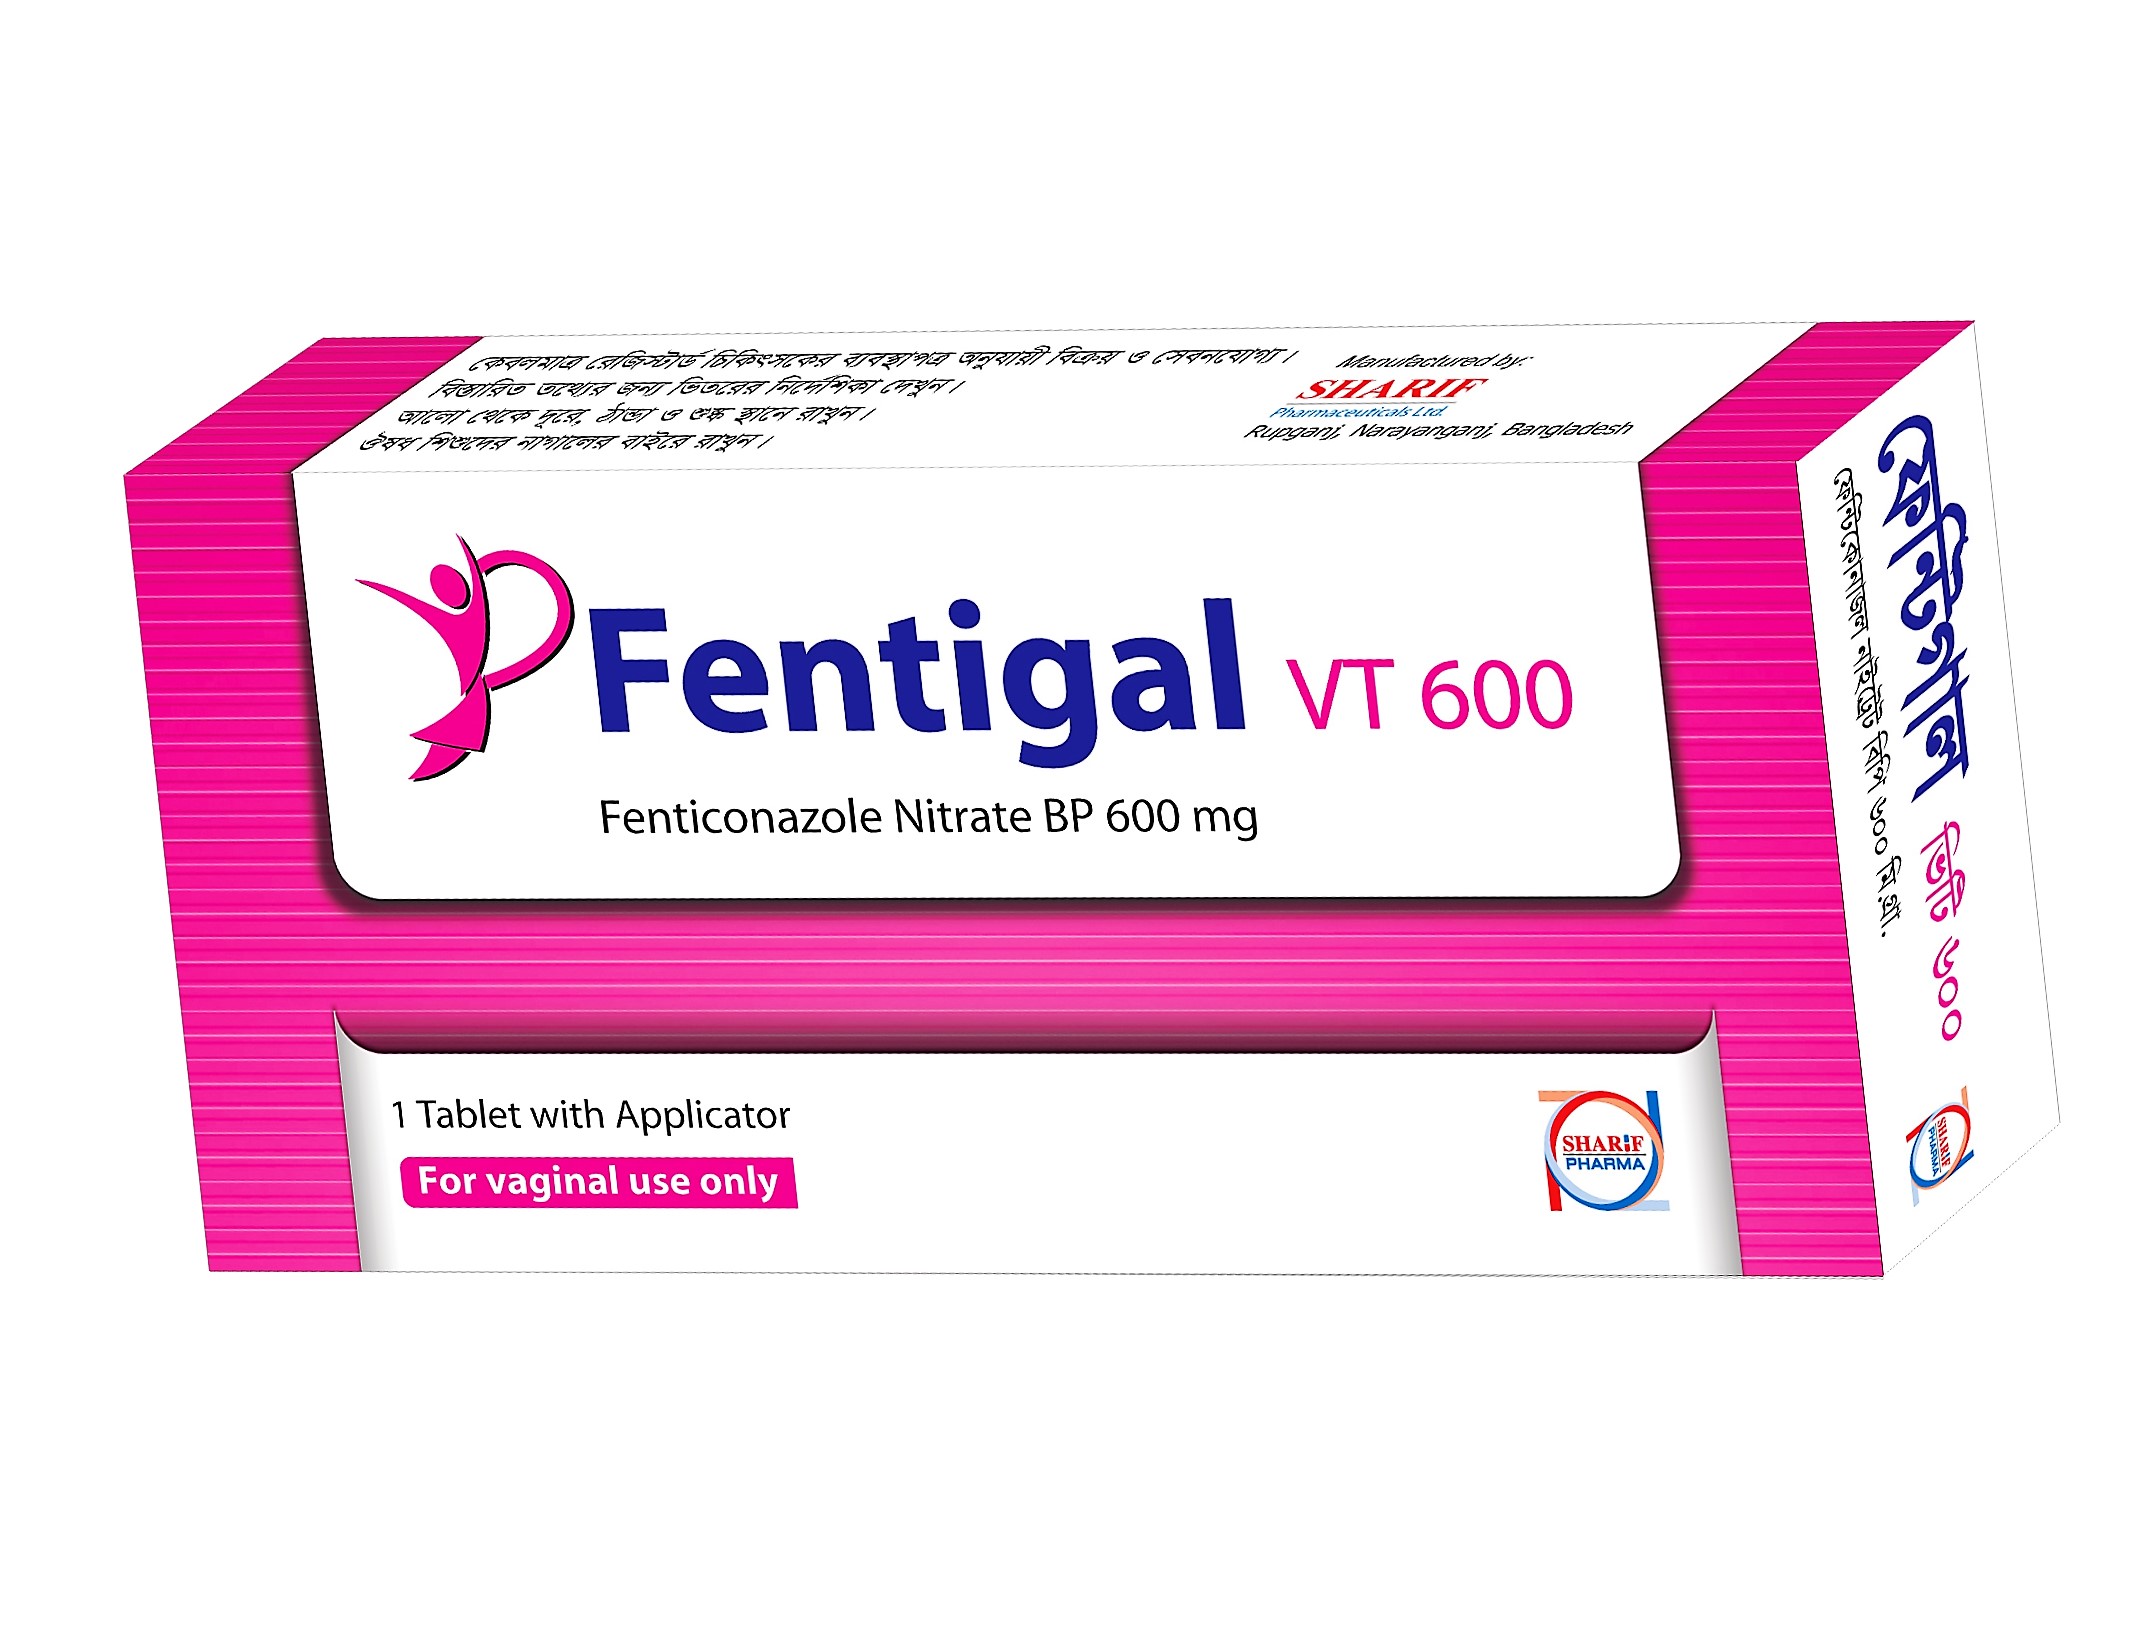 কেবলমাত্র রেজিস্টার্ড চিকিৎসকের ব্যবস্থাপত্র অনুযায়ী বিক্রয় ও সেবনযোগ্য।
বিস্তারিত তথ্যের জন্য ভিতরের নির্দেশিকা দেখুন।
আলো থেকে দূরে, ঠান্ডা ও শুষ্ক স্থানে রাখুন।
ঔষধ শিশুদের নাগালের বাইরে রাখুন।
Manufactured by:
SHARIF
Pharmaceuticals Ltd.
Rupganj, Narayanganj, Bangladesh
Fentigal VT 600
Fenticonazole Nitrate BP 600 mg
1 Tablet with Applicator
For vaginal use only
SHARIF
PHARMA
ফেনটিগাল ভিটি ৬০০
ফেনটিকোনাজল নাইট্রেট বিপি ৬০০ মি.গ্রা.
SHARIF
PHARMA